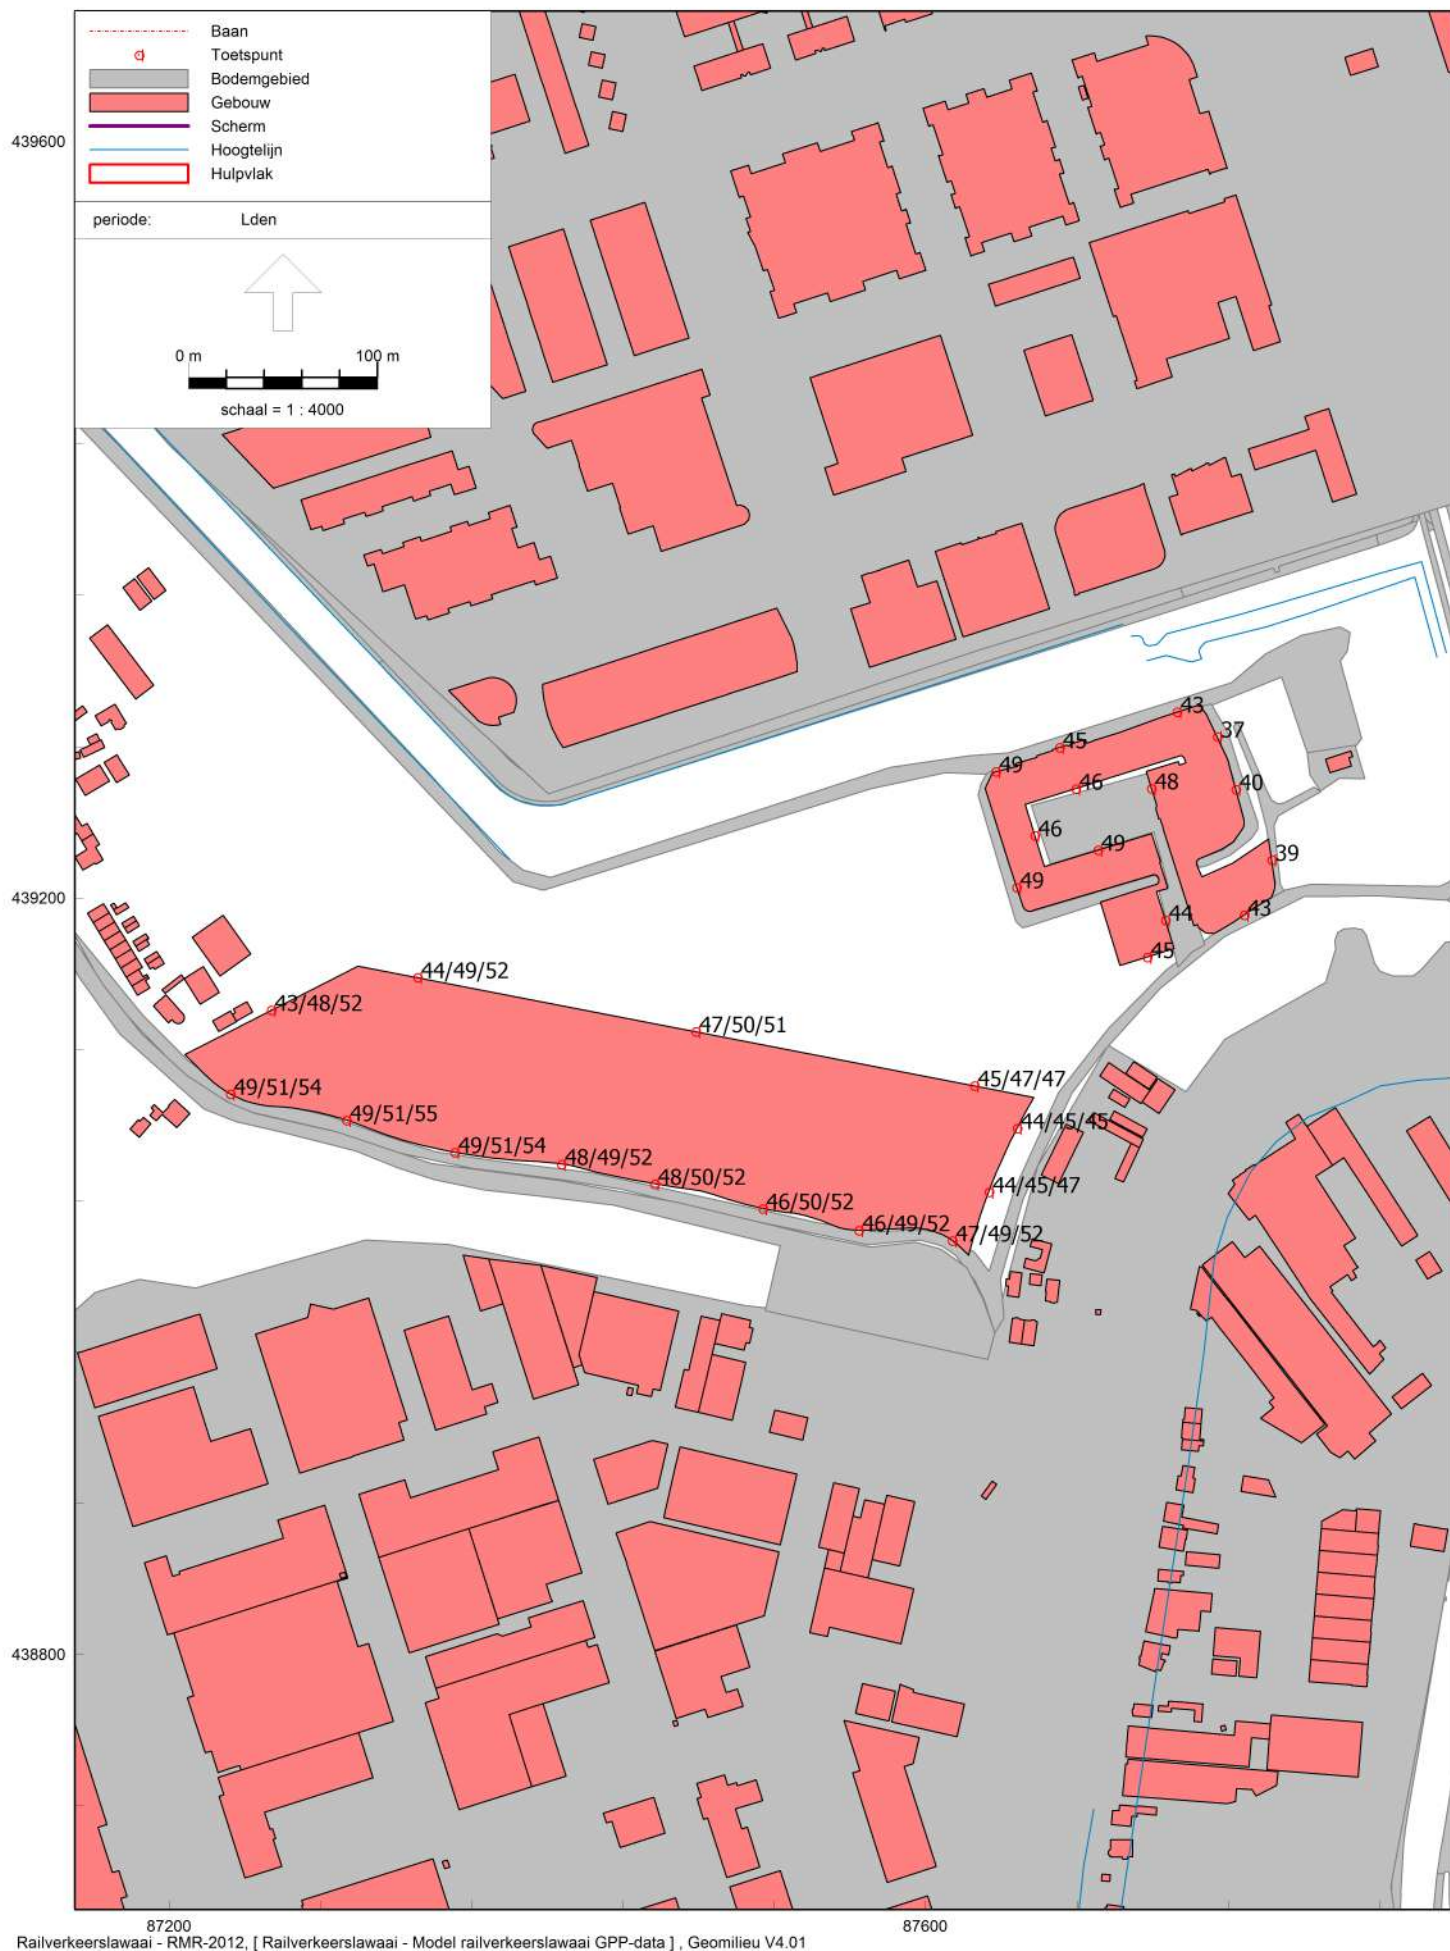 Baan
Toetspunt
Bodemgebied
Gebouw
Scherm
Hoogtelijn
Hulpvlak
periode: Lden
0 m 100 m
schaal = 1 : 4000
439600
43
37
45
49
46
48
40
46
49
39
49
439200
43
44
45
44/49/52
43/48/52
47/50/51
45/47/47
49/51/54
49/51/55
44/45/45
49/51/54
48/49/52
48/50/52
44/45/47
46/50/52
46/49/52
47/49/52
438800
87200 87600
Railverkeerslawaai - RMR-2012, [ Railverkeerslawaai - Model railverkeerslawaai GPP-data ] , Geomilieu V4.01